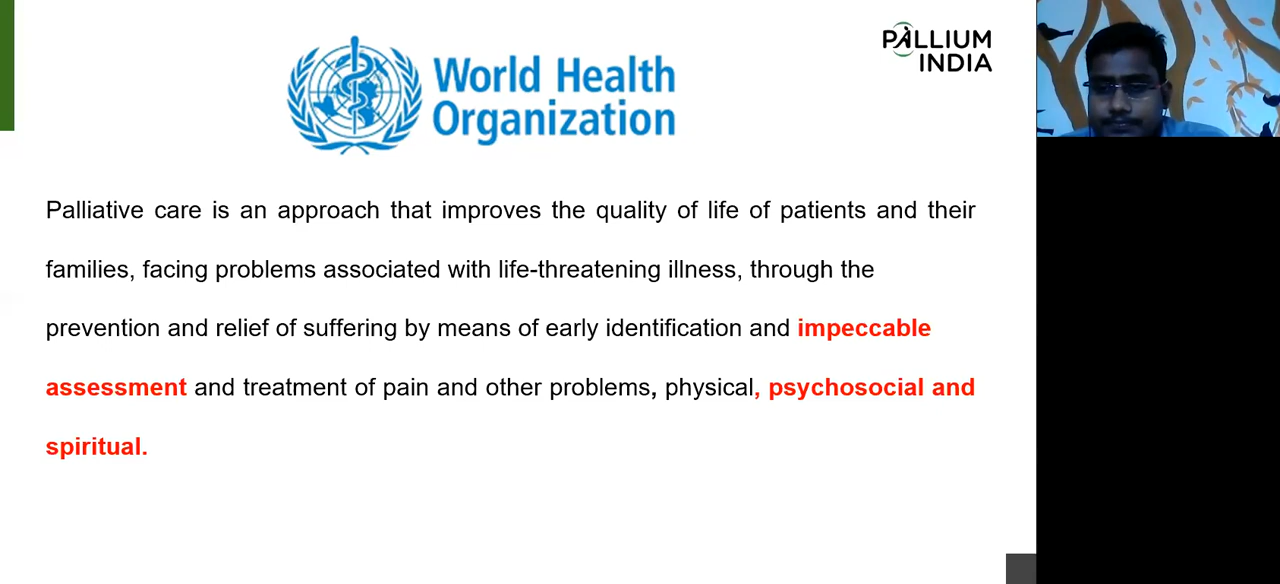 World Health
Organization
PALLIUM
INDIA
Palliative care is an approach that improves the quality of life of patients and their
families, facing problems associated with life-threatening illness, through the
prevention and relief of suffering by means of early identification and impeccable
assessment and treatment of pain and other problems, physical, psychosocial and
spiritual.